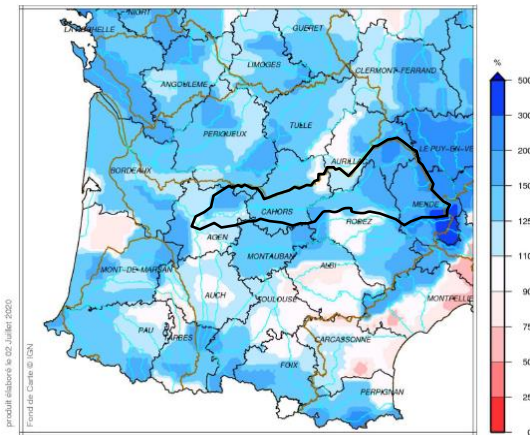 NIORT
LA ROCHELLE
GUERET
LIMOGES
CLERMONT-FERRAND
ANGOULEME
TULLE
PERIGUEUX
LE PUY-EN-VE
AURILLA
BORDEAUX
MENDE
CAHORS
RODEZ
AGEN
MONTAUBAN
ALBI
MONT-DE-MARSAN
AUCH
TOULOUSE
MONTPELLIE
PAU
TARBES
CARCASSONNE
FOIX
PERPIGNAN
%
500
300
200
150
125
110
90
75
50
25
0
produit élaboré le 02 Juillet 2020
Fond de Carte © IGN